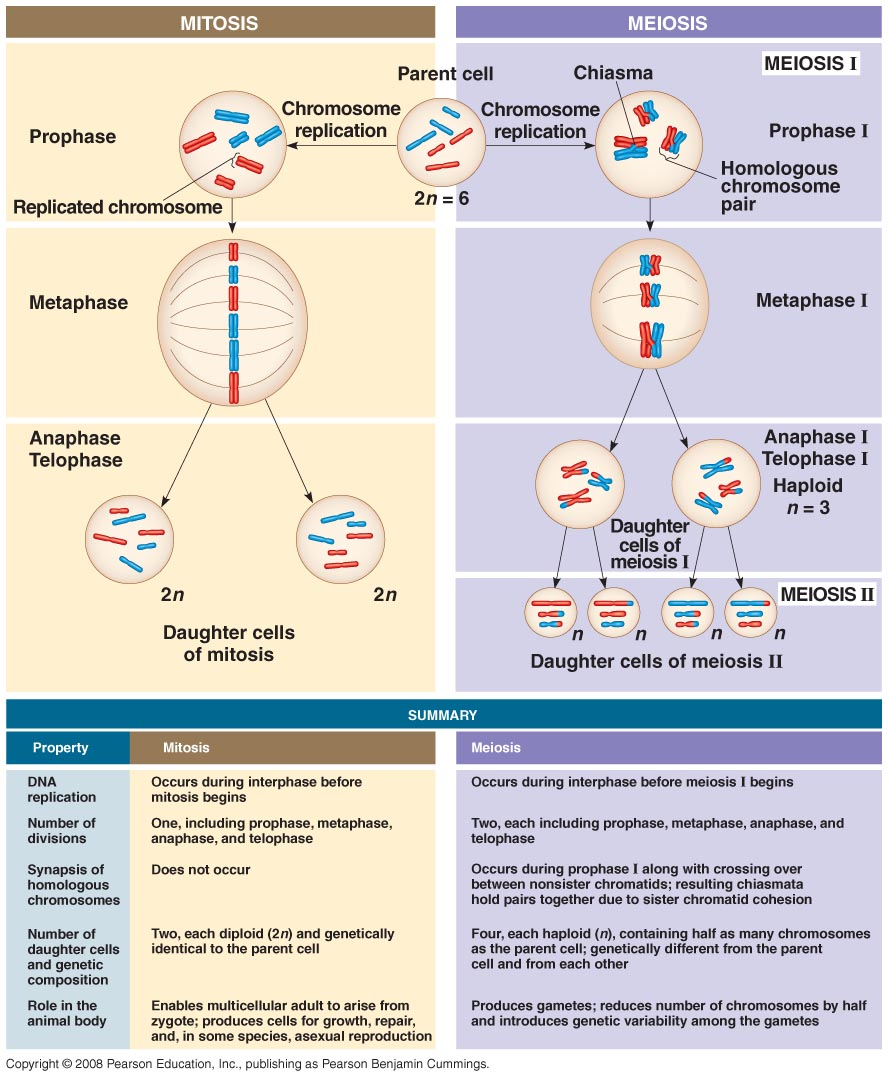 MITOSIS
MEIOSIS
MEIOSIS I
Parent cell
Chiasma
Chromosome
replication
Chromosome
replication
Prophase
Prophase I
Replicated chromosome
2n = 6
Homologous
chromosome
pair
Metaphase
Metaphase I
Anaphase
Telophase
Anaphase I
Telophase I
Haploid
n = 3
Daughter
cells of
meiosis I
2n
2n
MEIOSIS II
n
n
n
n
Daughter cells
of mitosis
Daughter cells of meiosis II
SUMMARY
Property
Mitosis
Meiosis
DNA
replication
Occurs during interphase before
mitosis begins
Occurs during interphase before meiosis I begins
Number of
divisions
One, including prophase, metaphase,
anaphase, and telophase
Two, each including prophase, metaphase, anaphase, and
telophase
Synapsis of
homologous
chromosomes
Does not occur
Occurs during prophase I along with crossing over
between nonsister chromatids; resulting chiasmata
hold pairs together due to sister chromatid cohesion
Number of
daughter cells
and genetic
composition
Two, each diploid (2n) and genetically
identical to the parent cell
Four, each haploid (n), containing half as many chromosomes
as the parent cell; genetically different from the parent
cell and from each other
Role in the
animal body
Enables multicellular adult to arise from
zygote; produces cells for growth, repair,
and, in some species, asexual reproduction
Produces gametes; reduces number of chromosomes by half
and introduces genetic variability among the gametes
Copyright © 2008 Pearson Education, Inc., publishing as Pearson Benjamin Cummings.